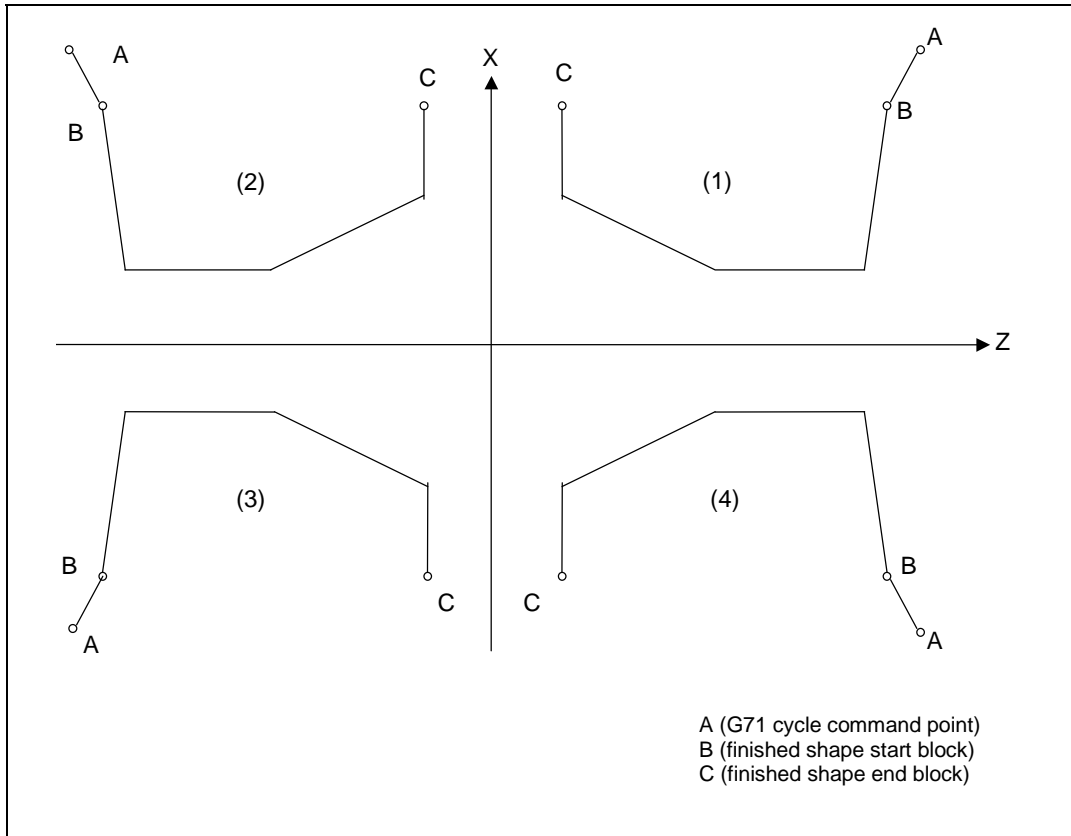 A
A
X
C
C
B
B
(2)
(1)
Z
(3)
(4)
B
B
C
C
A
A
A (G71 cycle command point)
B (finished shape start block)
C (finished shape end block)